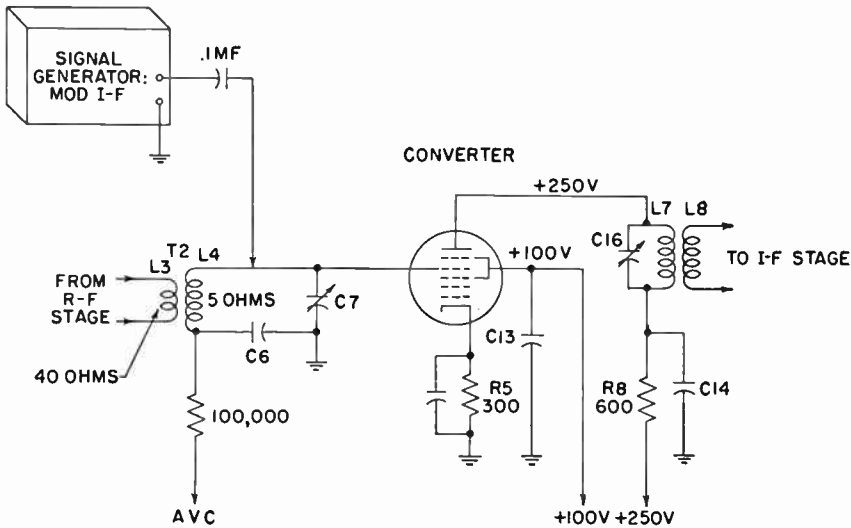 SIGNAL
GENERATOR:
MOD I-F
.1MF
CONVERTER
+250V
L7 L8
C16
+100V
TO I-F STAGE
T2
L3 L4
FROM
R-F
STAGE
5 OHMS
C7
C6
C13
40 OHMS
R5
300
R8
600
C14
100,000
AVC
+100V +250V